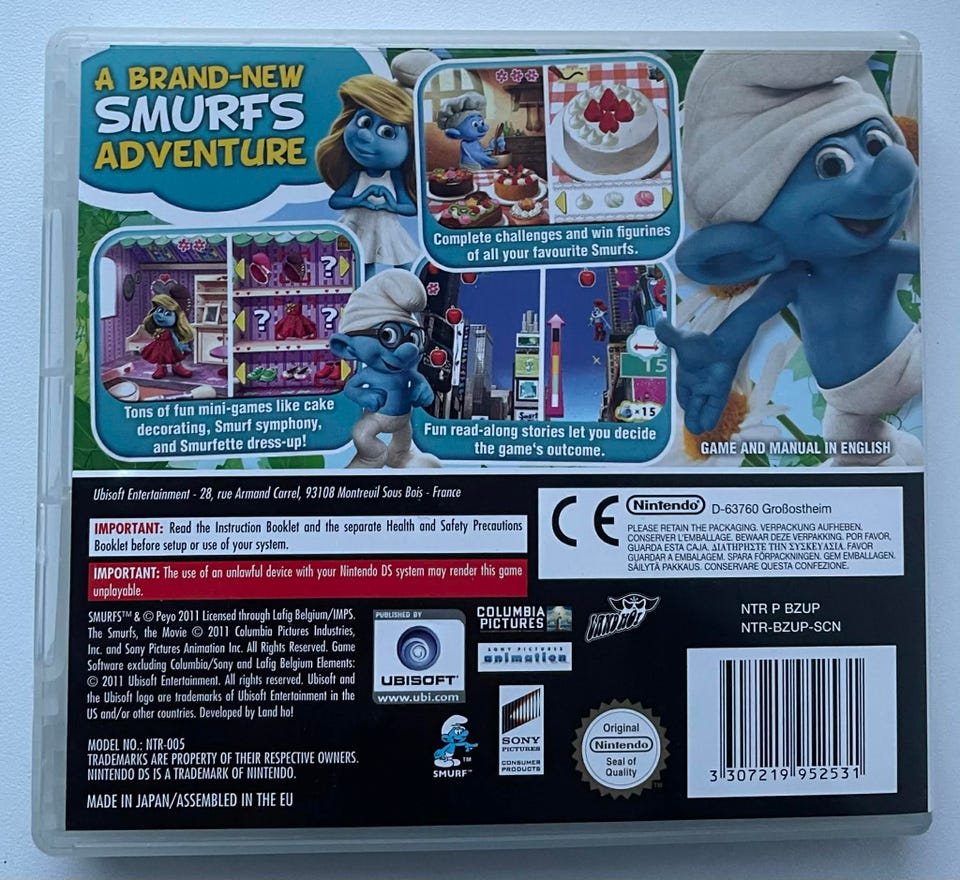 A BRAND-NEW
SMURFS
ADVENTURE
Complete challenges and win figurines
of all your favourite Smurfs.
?
?
?
15
×15
Tons of fun mini-games like cake
decorating, Smurf symphony,
and Smurfette dress-up!
Fun read-along stories let you decide
the game's outcome.
GAME AND MANUAL IN ENGLISH
Ubisoft Entertainment - 28, rue Armand Carrel, 93108 Montreuil Sous Bois - France
IMPORTANT: Read the Instruction Booklet and the separate Health and Safety Precautions
Booklet before setup or use of your system.
IMPORTANT: The use of an unlawful device with your Nintendo DS system may render this game
unplayable.
CE Nintendo D-63760 Großostheim
PLEASE RETAIN THE PACKAGING. VERPACKUNG AUFHEBEN.
CONSERVER L'EMBALLAGE. BEWAAR DEZE VERPAKKING. POR FAVOR,
GUARDA ESTA CAJA. ΔΙΑΤΗΡΗΣΤΕ ΤΗΝ ΣΥΣΚΕΥΑΣΙΑ. FAVOR
GUARDAR A EMBALAGEM. SPARA FÖRPACKNINGEN. GEM EMBALLAGEN.
SÄILYTÄ PAKKAUS. CONSERVARE QUESTA CONFEZIONE.
SMURFS™ & © Peyo 2011 Licensed through Lafig Belgium/IMPS.
The Smurfs, the Movie © 2011 Columbia Pictures Industries,
Inc. and Sony Pictures Animation Inc. All Rights Reserved. Game
Software excluding Columbia/Sony and Lafig Belgium Elements:
© 2011 Ubisoft Entertainment. All rights reserved. Ubisoft and
the Ubisoft logo are trademarks of Ubisoft Entertainment in the
US and/or other countries. Developed by Land ho!
MODEL NO.: NTR-005
TRADEMARKS ARE PROPERTY OF THEIR RESPECTIVE OWNERS.
NINTENDO DS IS A TRADEMARK OF NINTENDO.
MADE IN JAPAN/ASSEMBLED IN THE EU
PUBLISHED BY
UBISOFT
www.ubi.com
COLUMBIA
PICTURES
SONY PICTURES
animation
LAND HO!
SMURF™
SONY
PICTURES
CONSUMER
PRODUCTS
Original
Nintendo
Seal of
Quality
TM
NTR P BZUP
NTR-BZUP-SCN
3 307219 952531